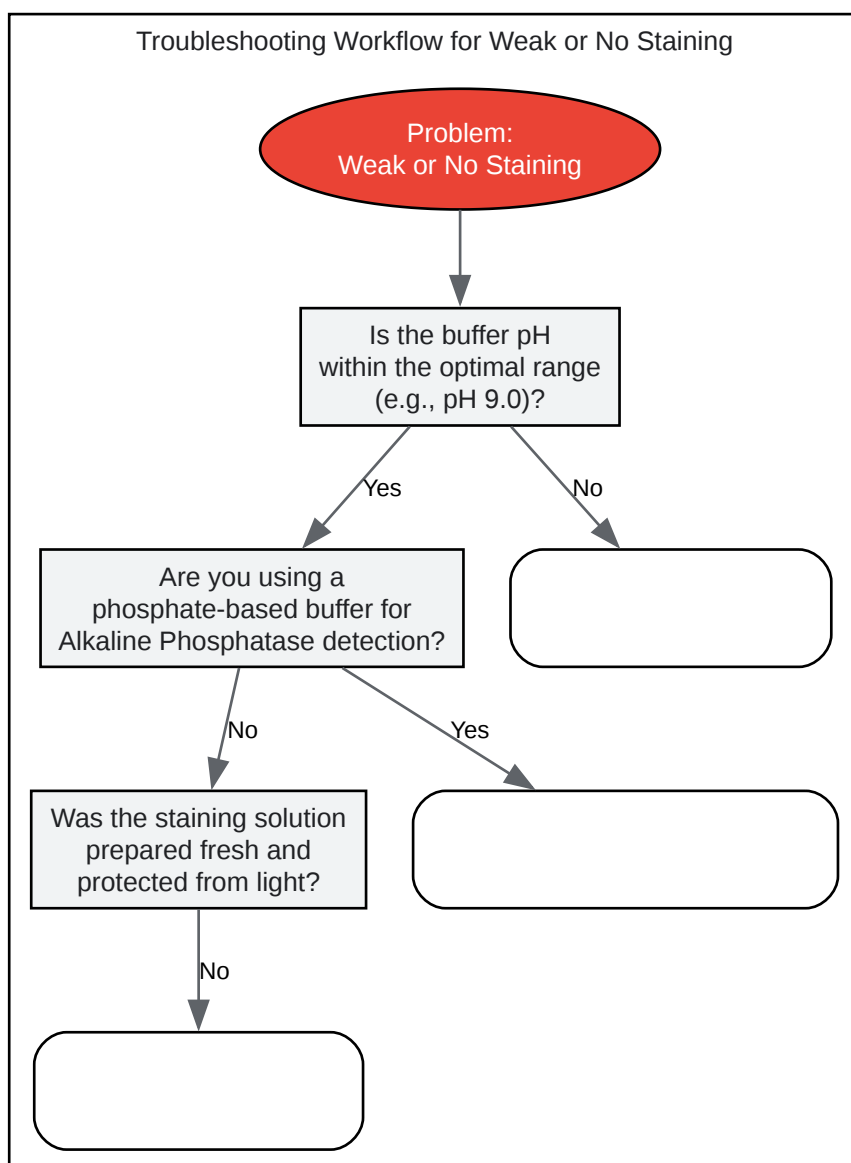 Troubleshooting Workflow for Weak or No Staining
Problem:
Weak or No Staining
Is the buffer pH
within the optimal range
(e.g., pH 9.0)?
Yes
No
Are you using a
phosphate-based buffer for
Alkaline Phosphatase detection?
No
Yes
Was the staining solution
prepared fresh and
protected from light?
No